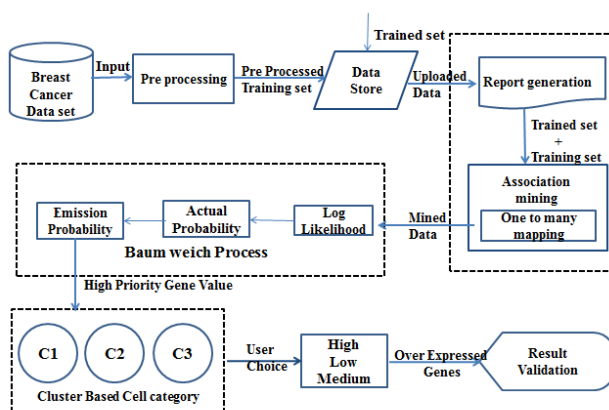 Trained set
Breast
Cancer
Data set
Input
Pre processing
Pre Processed
Training set
Data
Store
Uploaded
Data
Report generation
Trained set
+
Training set
Association
mining
One to many
mapping
Mined
Data
Log
Likelihood
Actual
Probability
Emission
Probability
Baum weich Process
High Priority Gene Value
C1
C2
C3
Cluster Based Cell category
User
Choice
High
Low
Medium
Over Expressed
Genes
Result
Validation